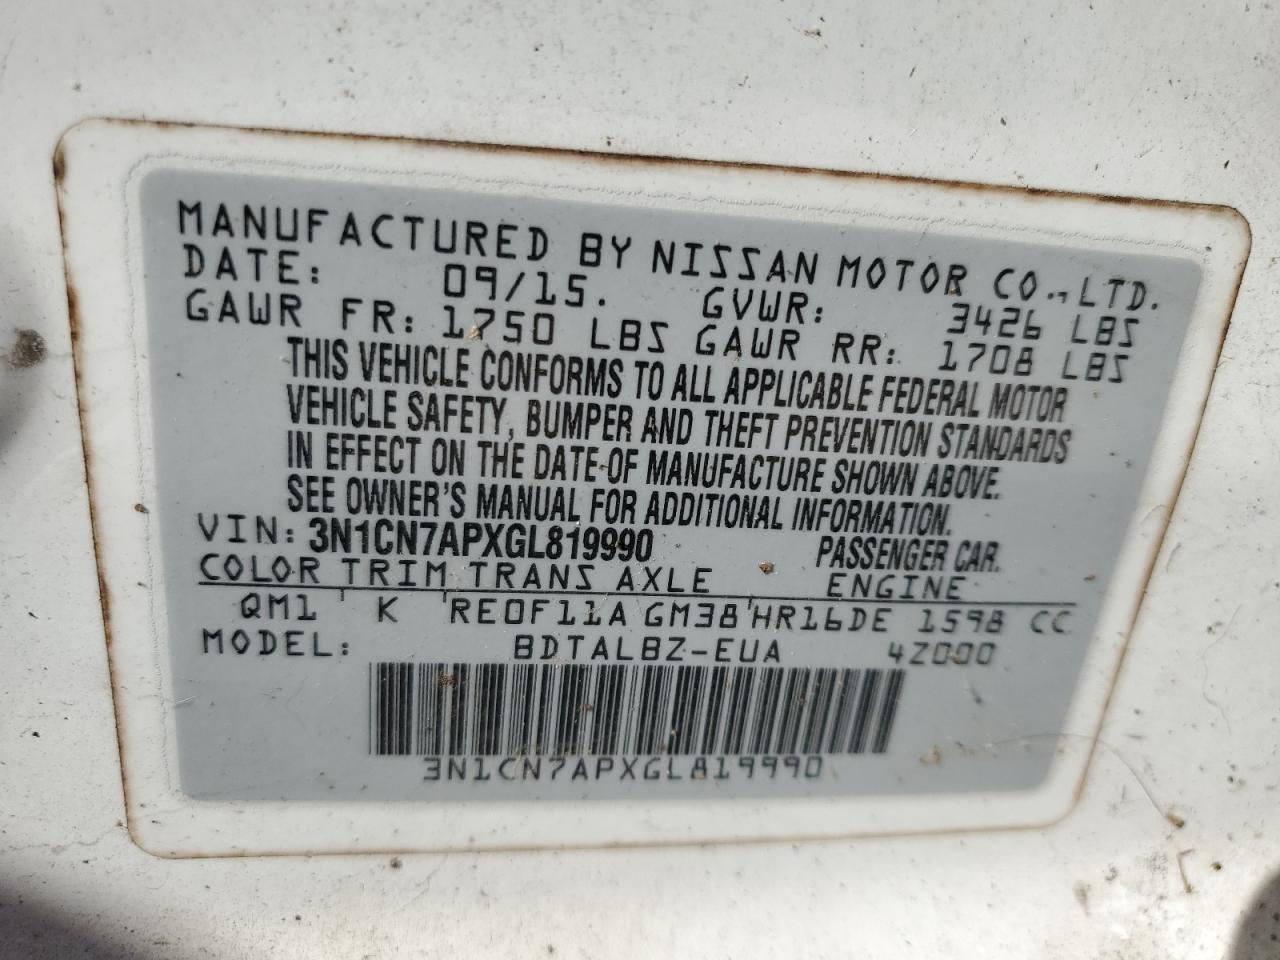 MANUFACTURED BY NISSAN MOTOR CO., LTD.
DATE: 09/15. GVWR: 3426 LBS
GAWR FR: 1750 LBS GAWR RR: 1708 LBS
THIS VEHICLE CONFORMS TO ALL APPLICABLE FEDERAL MOTOR
VEHICLE SAFETY, BUMPER AND THEFT PREVENTION STANDARDS
IN EFFECT ON THE DATE OF MANUFACTURE SHOWN ABOVE.
SEE OWNER'S MANUAL FOR ADDITIONAL INFORMATION.
VIN: 3N1CN7APXGL819990 PASSENGER CAR.
COLOR TRIM TRANS AXLE ENGINE
QM1 ' K ' RE0F11A GM38 ' HR16DE 1598 CC
MODEL: BDTALBZ-EUA 4Z000
3N1CN7APXGL819990